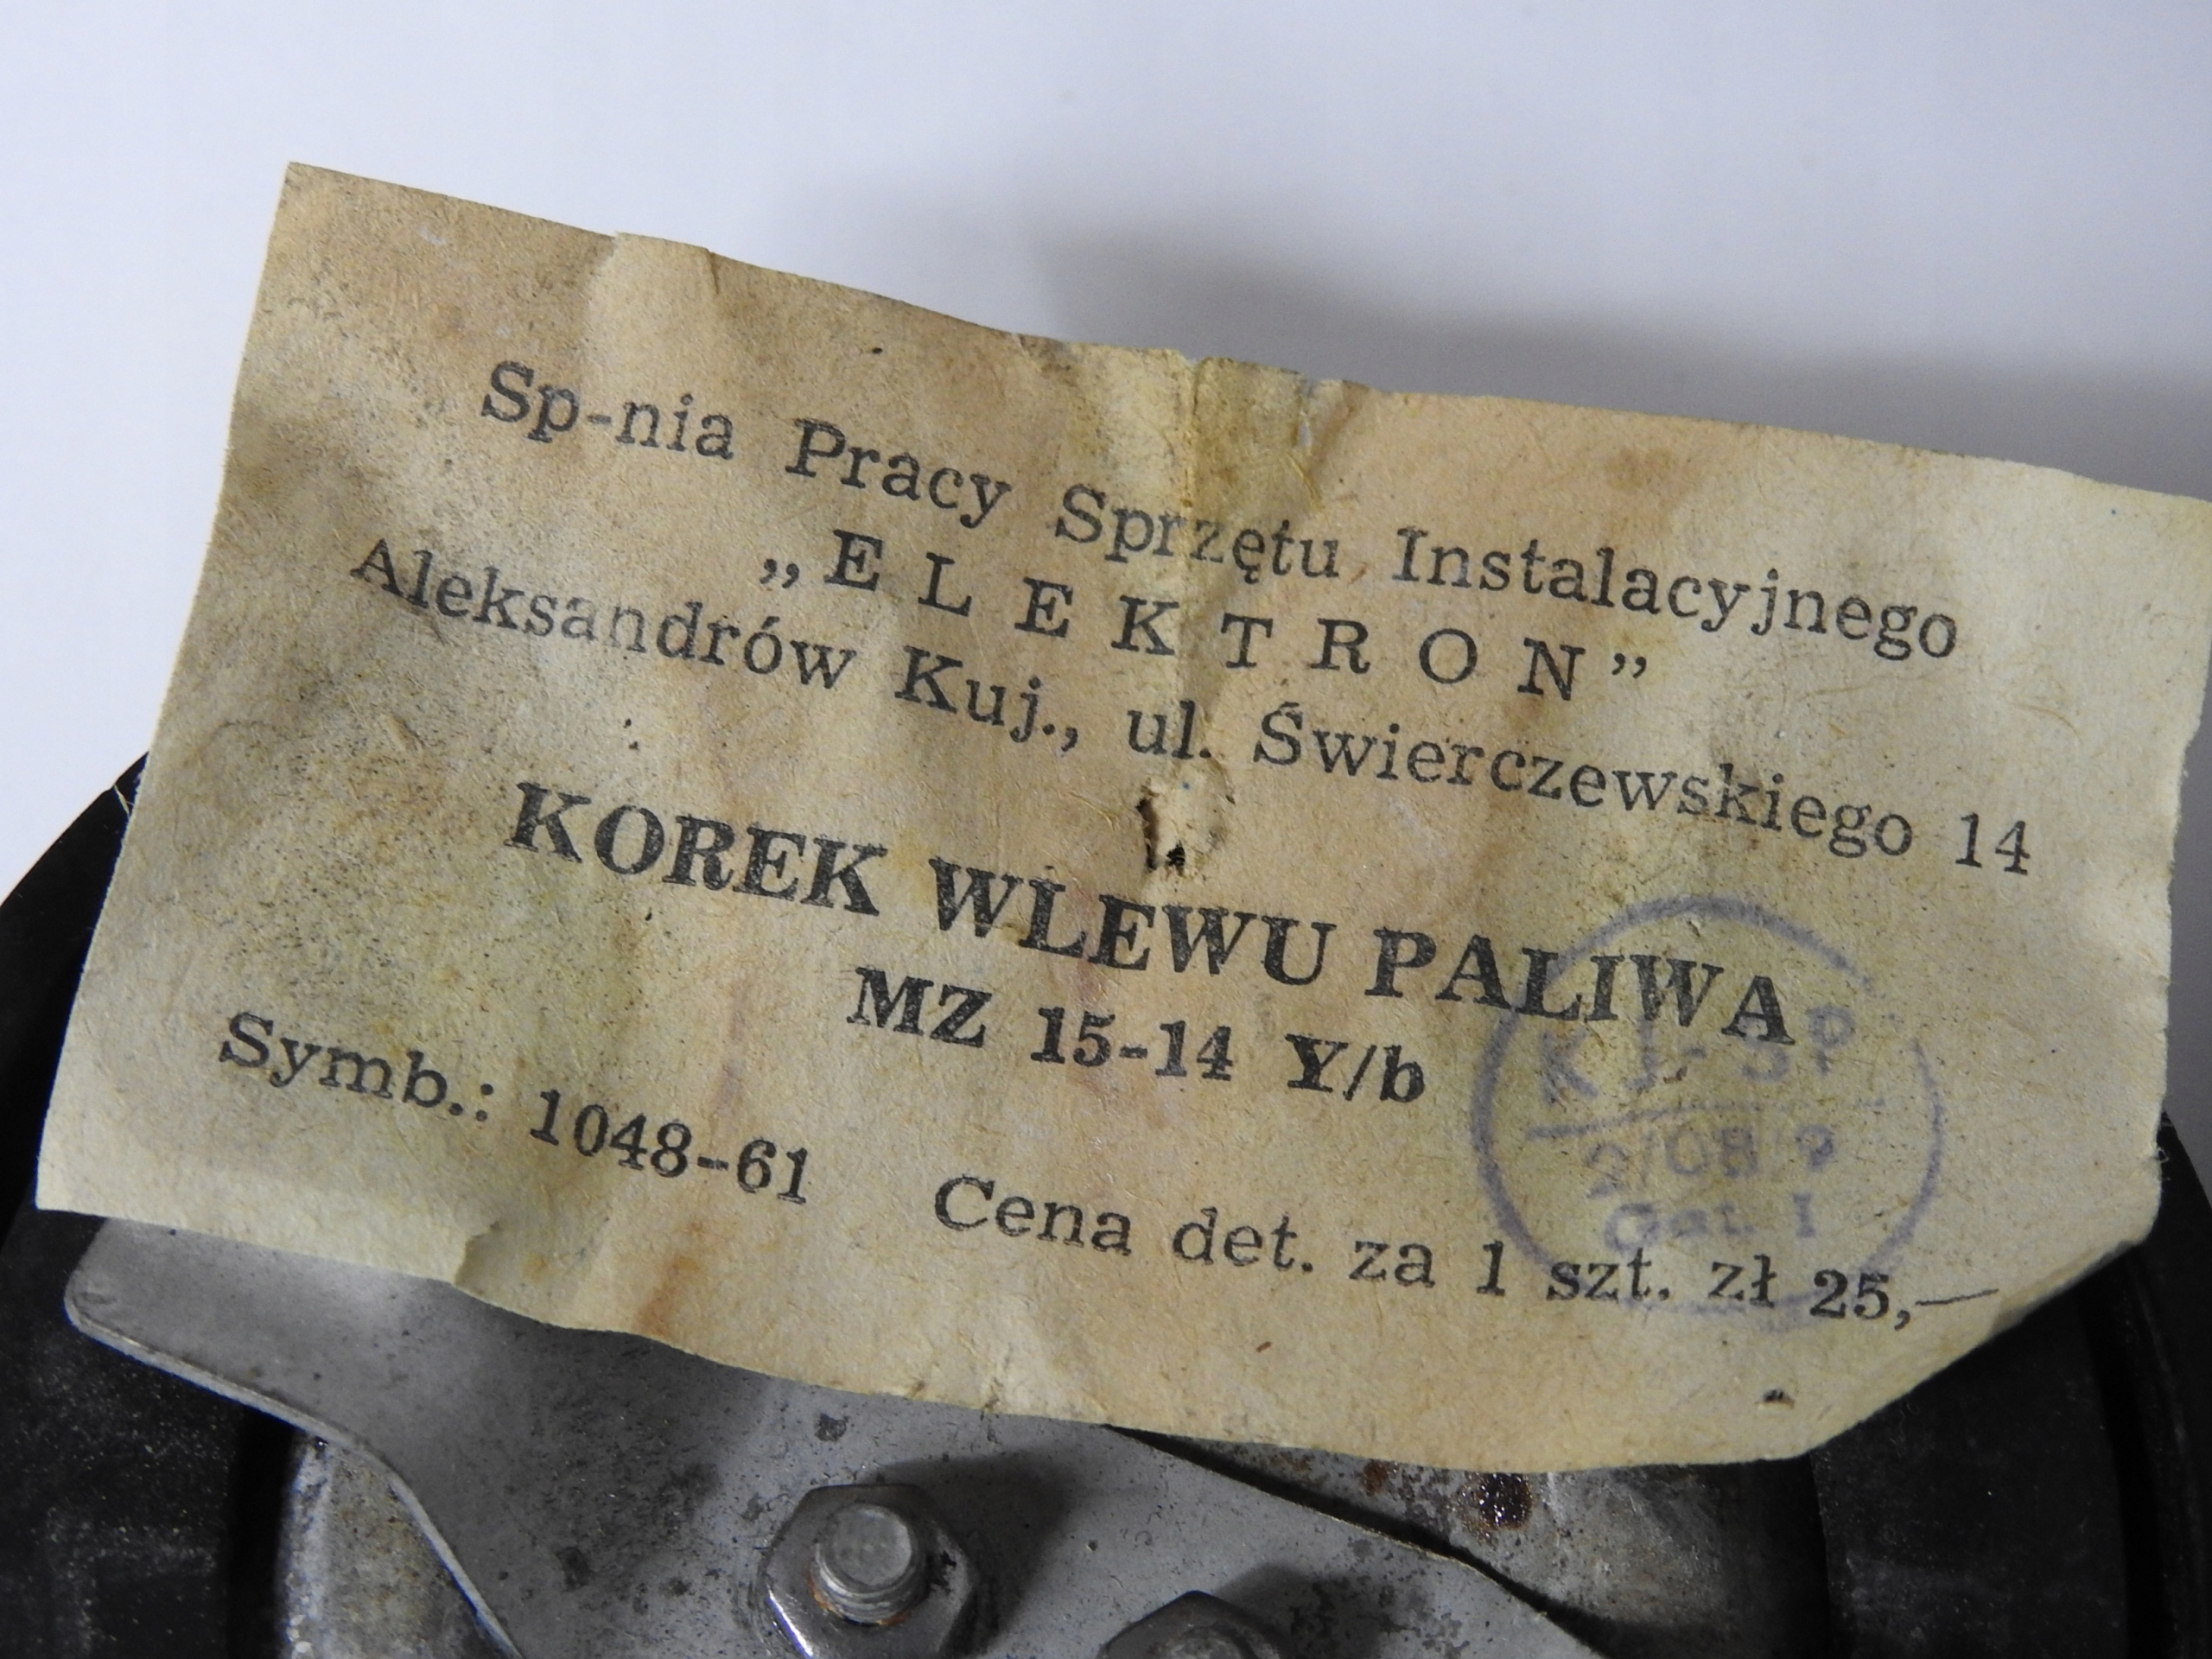 Sp-nia Pracy Sprzętu Instalacyjnego
„ELEKTRON”
Aleksandrów Kuj., ul. Świerczewskiego 14
KOREK WLEWU PALIWA
MZ 15-14 Y/b
Symb.: 1048-61 Cena det. za 1 szt. zł 25,—